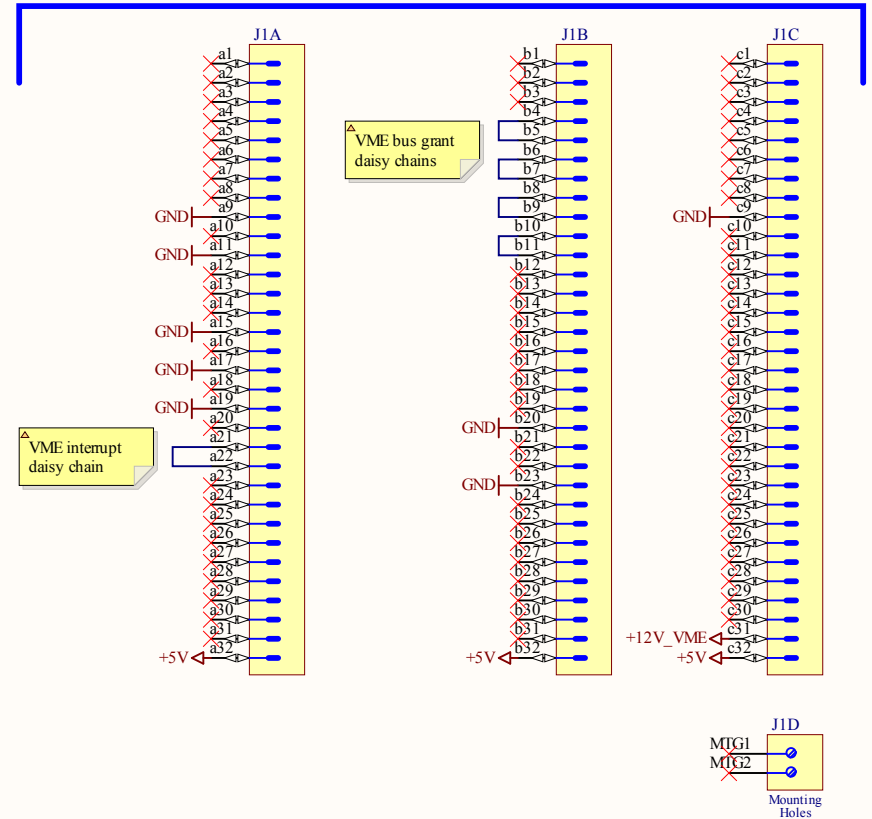 J1A
a1
a2
a3
a4
a5
a6
a7
a8
GND
a9
a10
GND
a11
a12
a13
a14
GND
a15
a16
GND
a17
a18
GND
a19
a20
a21
a22
a23
a24
a25
a26
a27
a28
a29
a30
a31
+5V
a32
VME interrupt
daisy chain
J1B
b1
b2
b3
b4
b5
b6
b7
b8
b9
b10
b11
b12
b13
b14
b15
b16
b17
b18
b19
GND
b20
b21
b22
GND
b23
b24
b25
b26
b27
b28
b29
b30
b31
+5V
b32
VME bus grant
daisy chains
J1C
c1
c2
c3
c4
c5
c6
c7
c8
GND
c9
c10
c11
c12
c13
c14
c15
c16
c17
c18
c19
c20
c21
c22
c23
c24
c25
c26
c27
c28
c29
c30
+12V_VME
c31
+5V
c32
J1D
MTG1
MTG2
Mounting
Holes